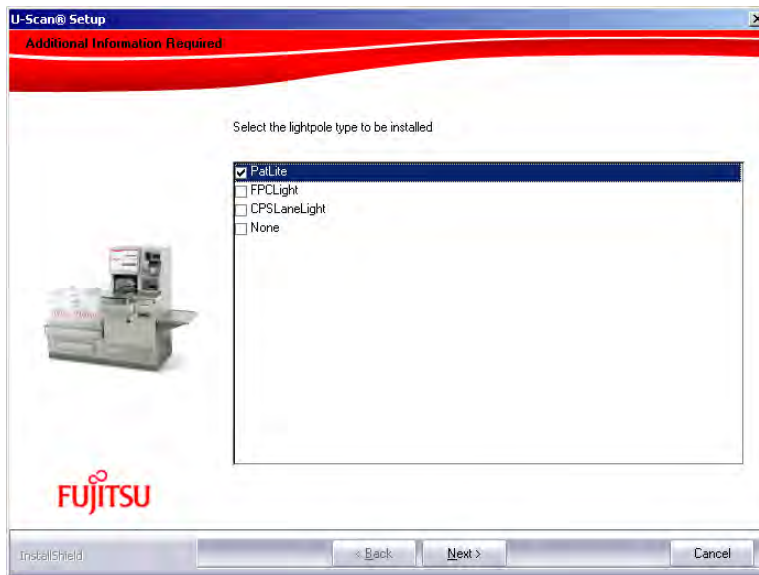 U-Scan® Setup
Additional Information Required
Select the lightpole type to be installed
PatLite
FPCLight
CPSLaneLight
None
FUJITSU
InstallShield
< Back
Next >
Cancel